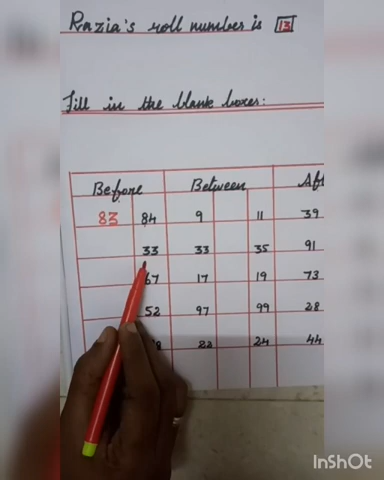 Razia's roll number is 13
Fill in the blank boxes:
Before Between
83 84 9 11 39
33 33 35 91
67 17 19 73
52 97 99 28
22 24 44
InShOt